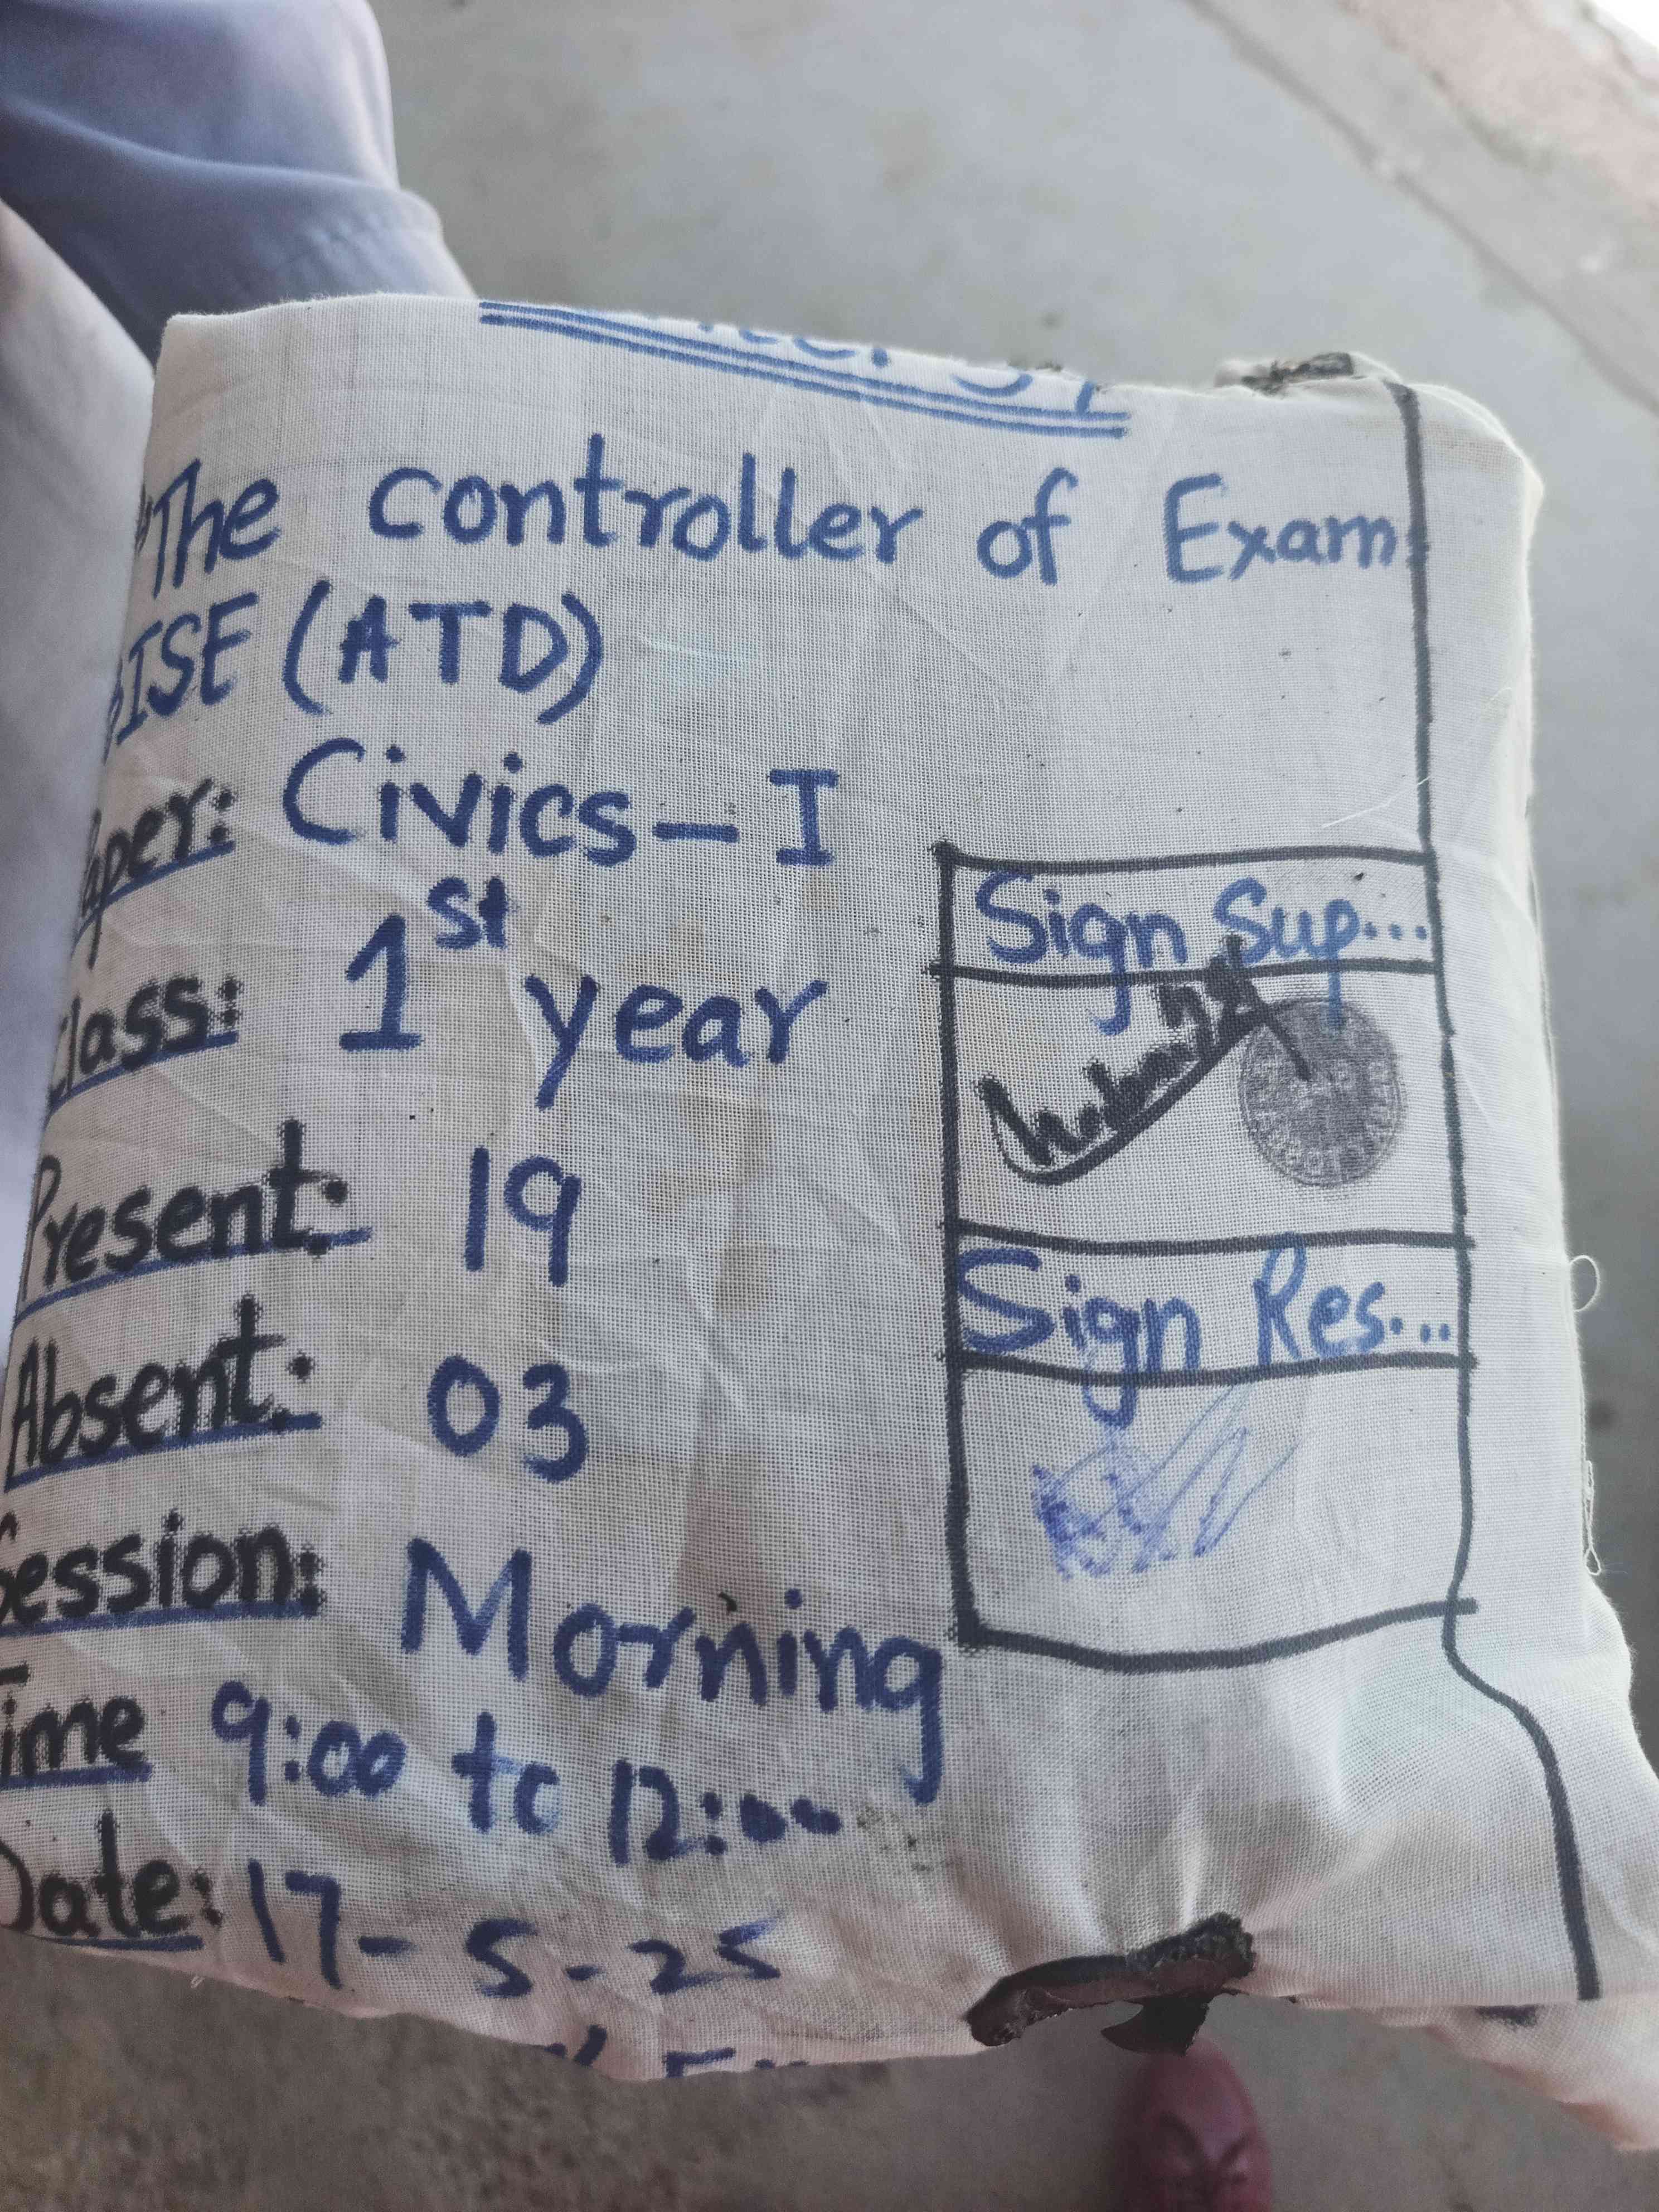 The controller of Exam
BISE (ATD)
Paper: Civics-I
Class: 1st year
Present: 19
Absent: 03
Session: Morning
Time 9:00 to 12:00
Date: 17-5-25
Sign Sup...
Sign Res...